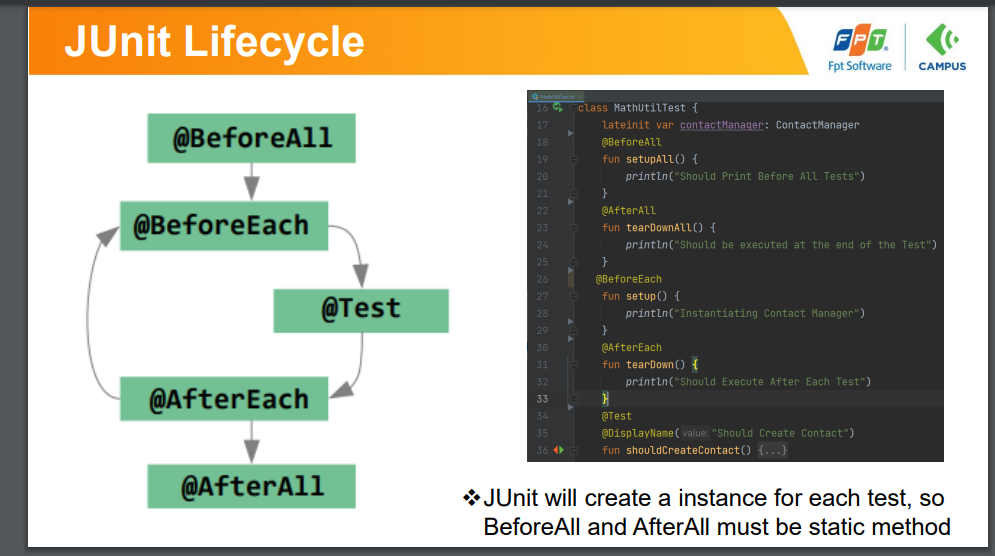 JUnit Lifecycle
FPT
Fpt Software
CAMPUS
@BeforeAll
@BeforeEach
@Test
@AfterEach
@AfterAll
16 class MathUtilTest {
17 lateinit var contactManager: ContactManager
18 @BeforeAll
19 fun setupAll() {
20 println("Should Print Before All Tests")
21 }
22 @AfterAll
23 fun tearDownAll() {
24 println("Should be executed at the end of the Test")
25 }
26 @BeforeEach
27 fun setup() {
28 println("Instantiating Contact Manager")
29 }
30 @AfterEach
31 fun tearDown() {
32 println("Should Execute After Each Test")
33 }
34 @Test
35 @DisplayName( value: "Should Create Contact")
36 fun shouldCreateContact() {...}
❖JUnit will create a instance for each test, so
BeforeAll and AfterAll must be static method